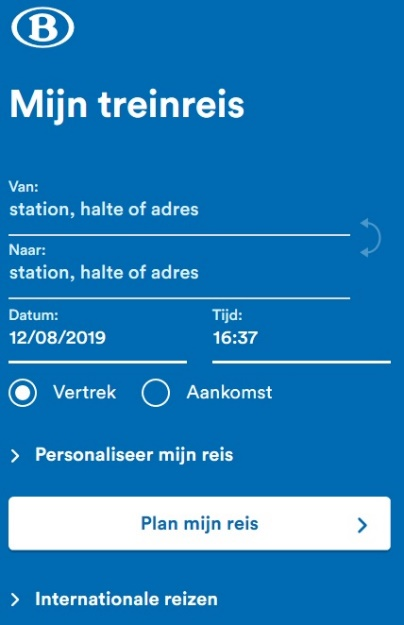 B
Mijn treinreis
Van:
station, halte of adres
Naar:
station, halte of adres
Datum: Tijd:
12/08/2019 16:37
Vertrek Aankomst
Personaliseer mijn reis
Plan mijn reis
Internationale reizen